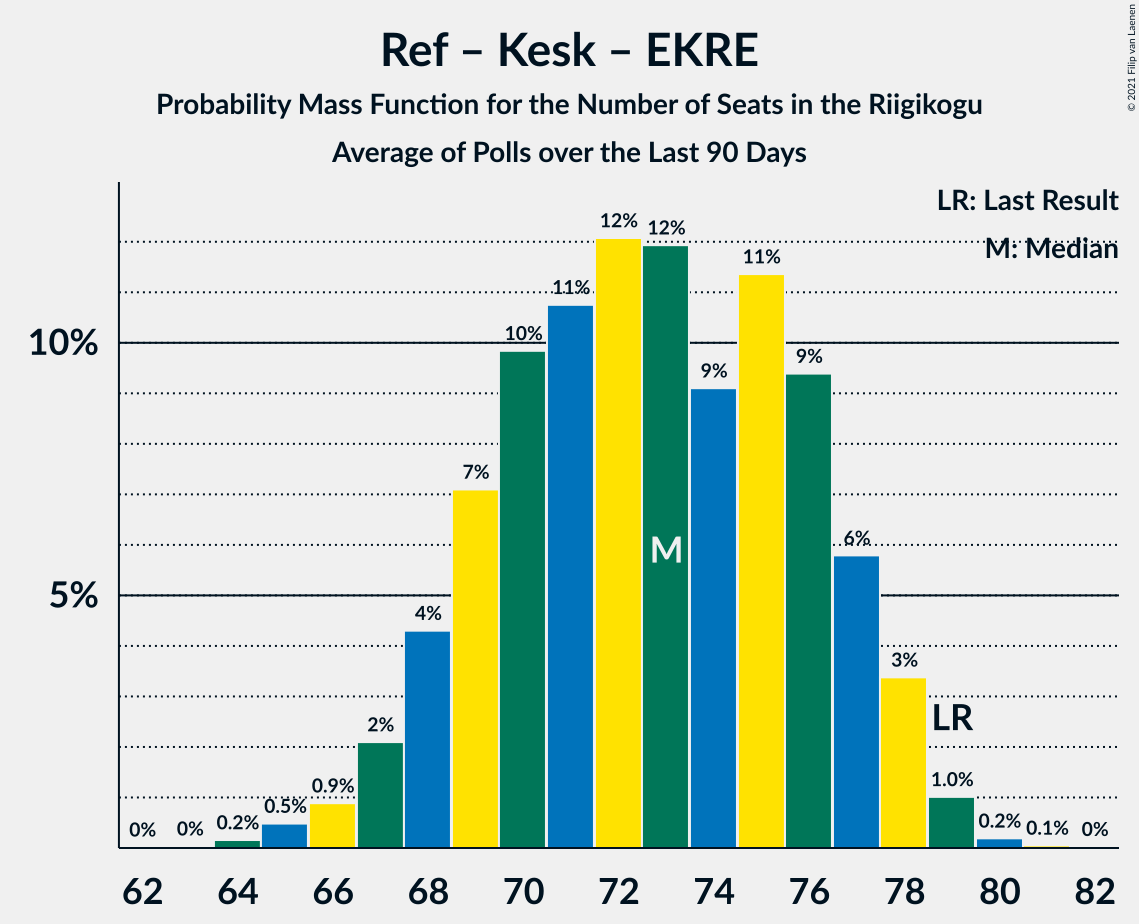 Ref – Kesk – EKRE
Probability Mass Function for the Number of Seats in the Riigikogu
Average of Polls over the Last 90 Days
© 2021 Filip van Laenen
LR: Last Result
M: Median
10%
5%
0%
0%
0.2%
0.5%
0.9%
2%
4%
7%
10%
11%
12%
12%
9%
11%
9%
6%
3%
1.0%
0.2%
0.1%
0%
M
LR
62 64 66 68 70 72 74 76 78 80 82